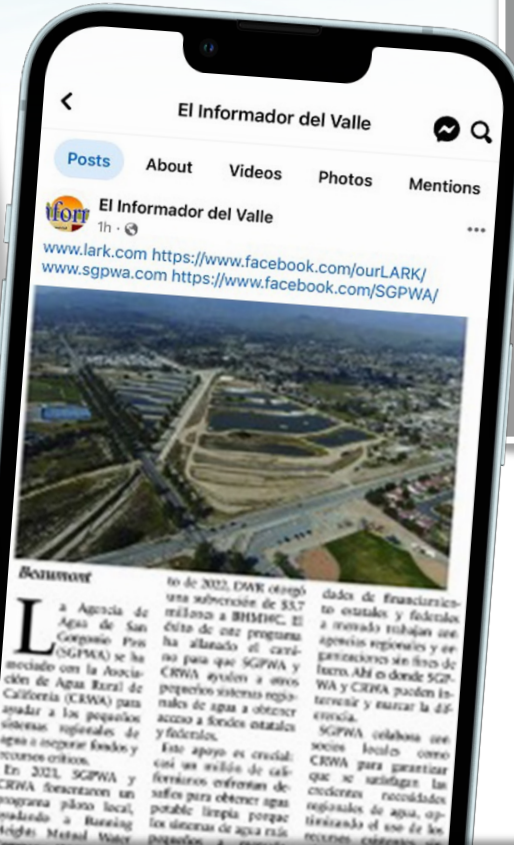 El Informador del Valle
Posts About Videos Photos Mentions
iforr
El Informador del Valle
1h ·
www.lark.com https://www.facebook.com/ourLARK/
www.sgpwa.com https://www.facebook.com/SGPWA/
Beaumont
La Agencia de
Agua de San
Gorgonio Pass
(SGPWA) se ha
asociado con la Asocia-
ción de Agua Rural de
California (CRWA) para
ayudar a los pequeños
sistemas regionales de
agua a asegurar fondos y
recursos críticos.
En 2021, SGPWA y
CRWA fomentaron un
programa piloto local,
ayudando a Banning
Heights Mutual Water
to de 2022, DWR otorgó
una subvención de $3.7
millones a BHMWC. El
éxito de este programa
ha allanado el cami-
no para que SGPWA y
CRWA ayuden a otros
pequeños sistemas regio-
nales de agua a obtener
acceso a fondos estatales
y federales.
Este apoyo es crucial:
casi un millón de cali-
fornianos enfrentan de-
safíos para obtener agua
potable limpia porque
los sistemas de agua más
pequeños a menudo
dades de financiamien-
to estatales y federales
a menudo trabajan con
agencias regionales y or-
ganizaciones sin fines de
lucro. Ahí es donde SGP-
WA y CRWA pueden in-
tervenir y marcar la dif-
erencia.
SGPWA colabora con
socios locales como
CRWA para garantizar
que se satisfagan las
crecientes necesidades
regionales de agua, op-
timizando el uso de los
recursos existentes sin